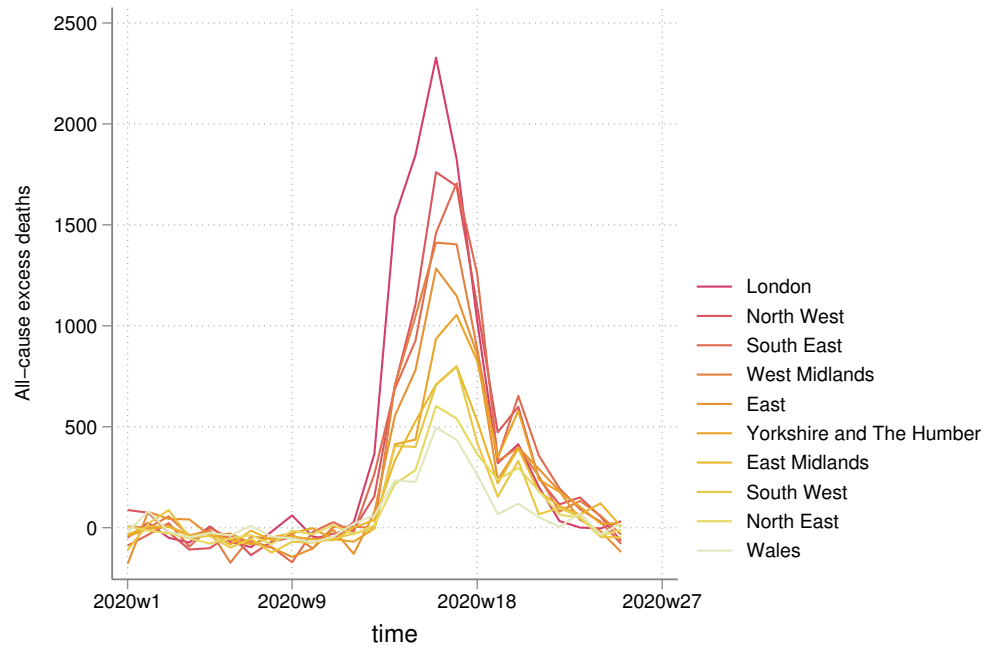 2500
2000
1500
1000
500
0
All−cause excess deaths
2020w1
2020w9
2020w18
2020w27
time
London
North West
South East
West Midlands
East
Yorkshire and The Humber
East Midlands
South West
North East
Wales